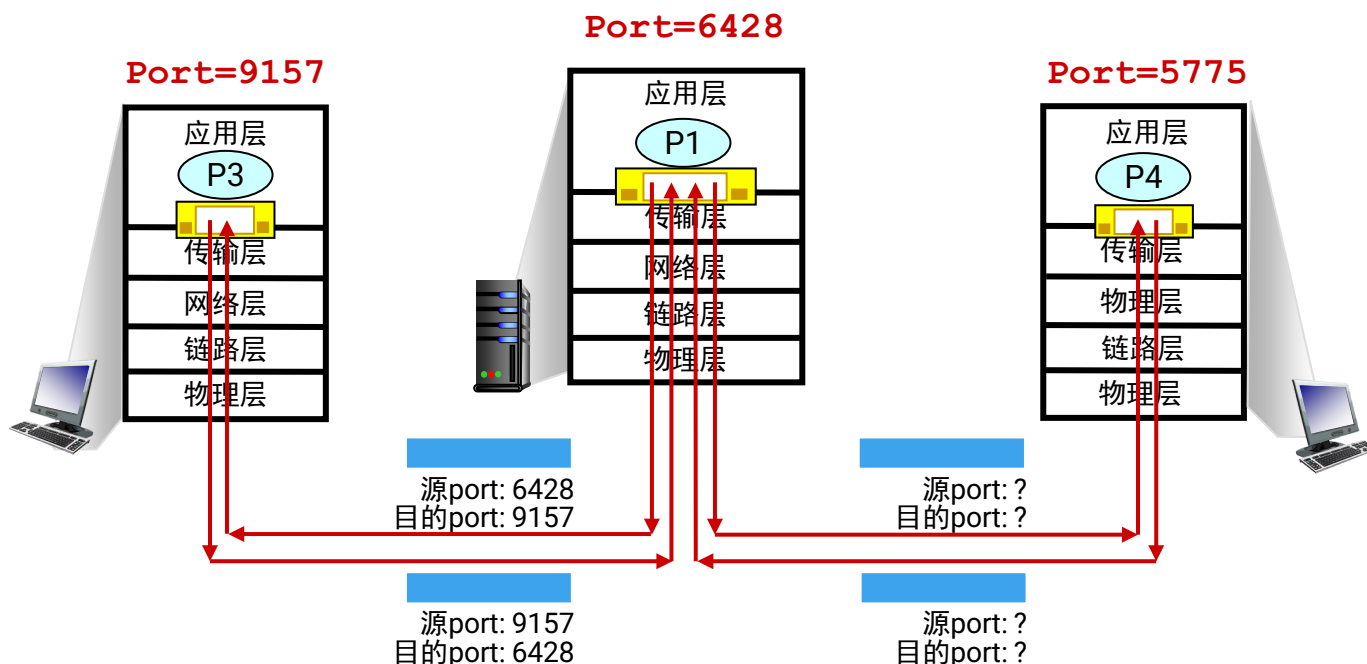 Port=6428
Port=9157
Port=5775
应用层
P3
传输层
网络层
链路层
物理层
应用层
P1
传输层
网络层
链路层
物理层
应用层
P4
传输层
物理层
链路层
物理层
源port: 6428
目的port: 9157
源port: ?
目的port: ?
源port: 9157
目的port: 6428
源port: ?
目的port: ?